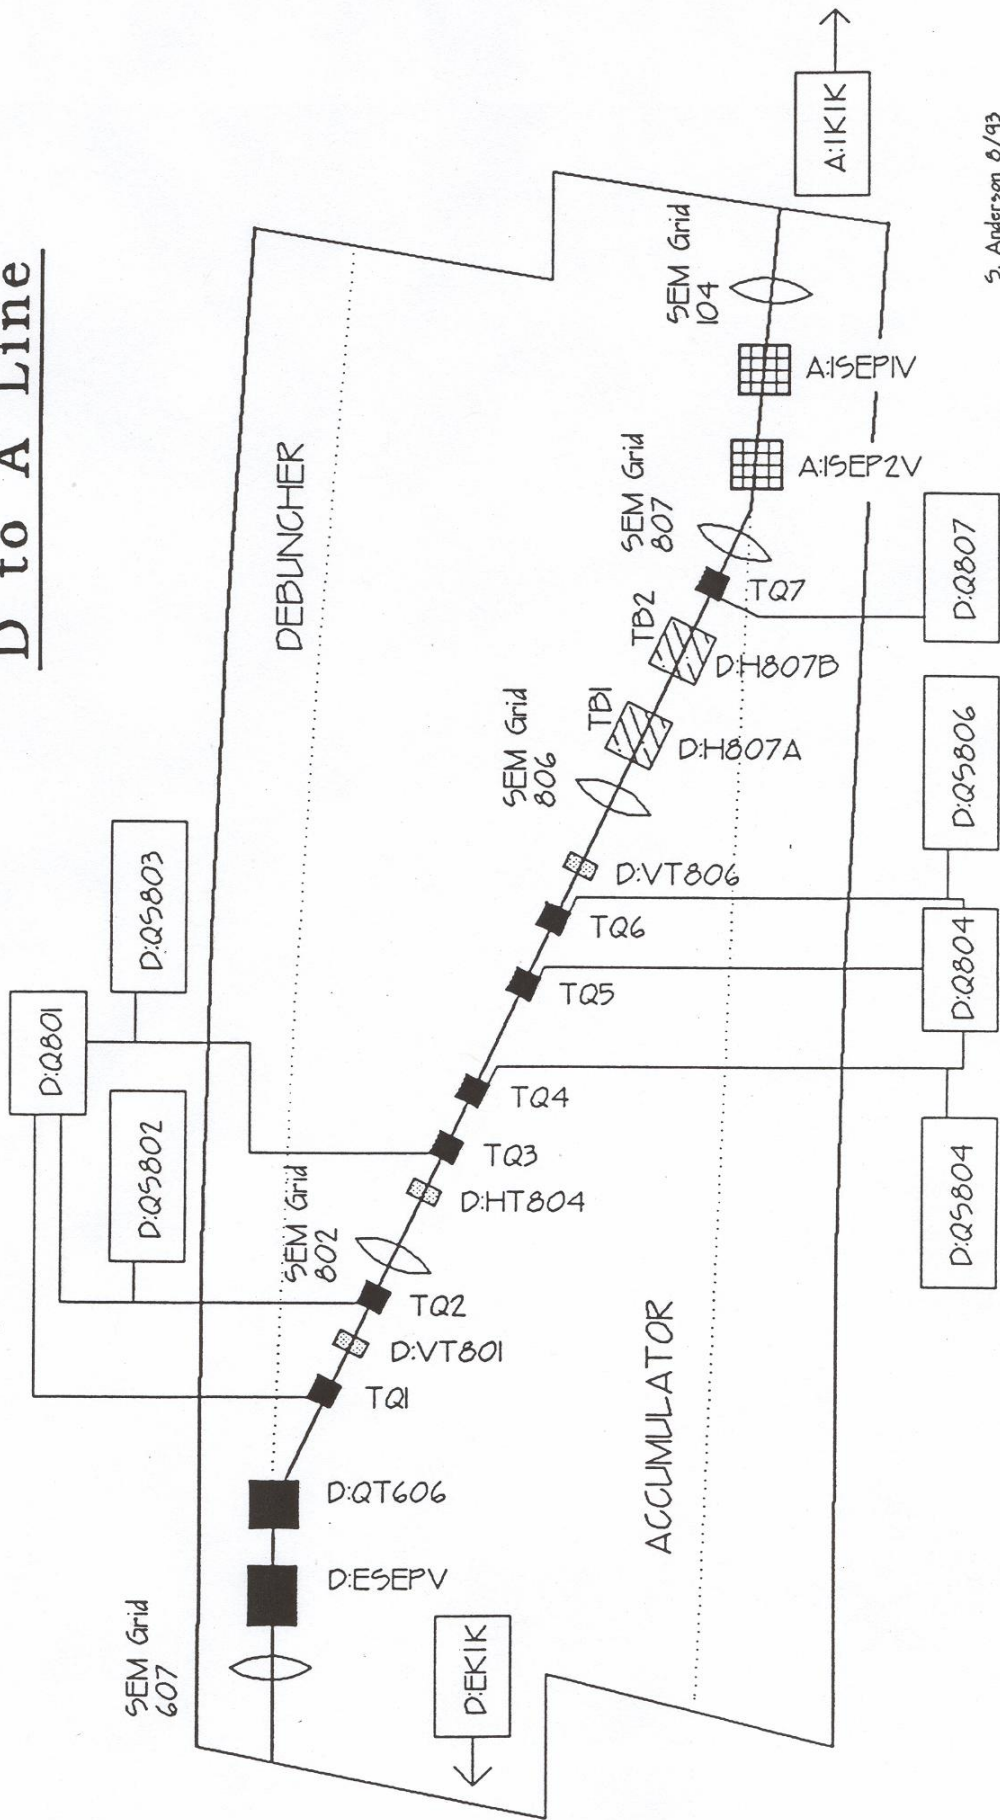 D to A Line
D:Q801
D:QS802
D:QS803
DEBUNCHER
SEM Grid
607
D:ESEPV
D:QT606
TQ1
D:VT801
TQ2
SEM Grid
802
D:HT804
TQ3
TQ4
TQ5
TQ6
D:VT806
SEM Grid
806
TB1
D:H807A
TB2
D:H807B
TQ7
SEM Grid
807
A:ISEP2V
A:ISEP1V
SEM Grid
104
A:IKIK
D:EKIK
ACCUMULATOR
D:QS804
D:Q804
D:QS806
D:Q807
S. Anderson 8/93